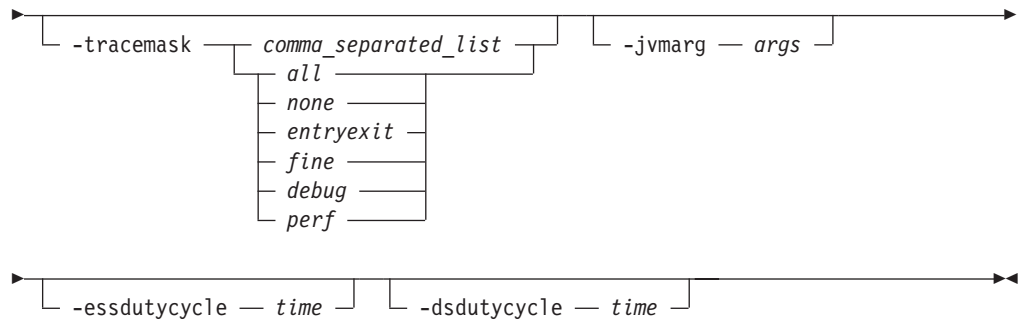 -tracemask comma_separated_list -jvmarg args
all
none
entryexit
fine
debug
perf
-essdutycycle time -dsdutycycle time